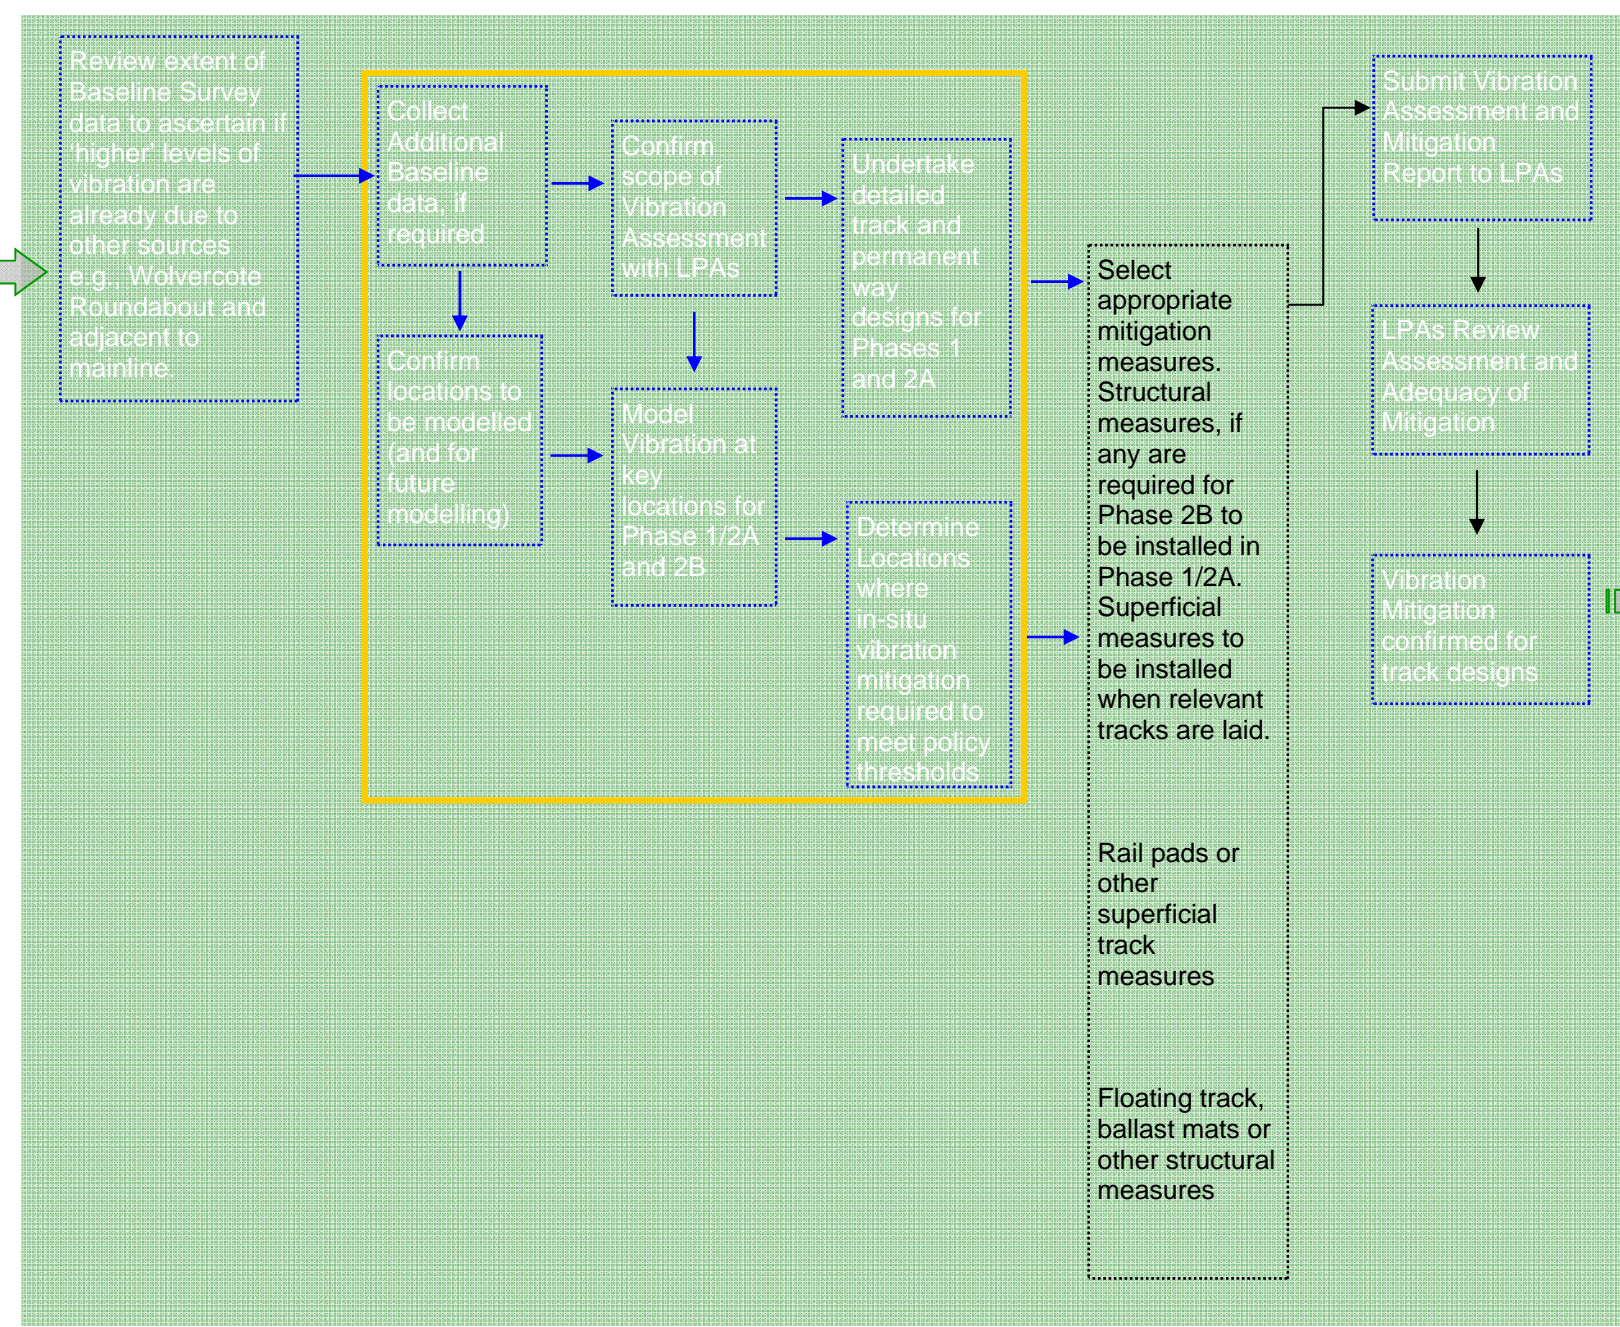 Review extent of
Baseline Survey
data to ascertain if
'higher' levels of
vibration are
already due to
other sources
e.g., Wolvercote
Roundabout and
adjacent to
mainline.
Collect
Additional
Baseline
data, if
required
Confirm
locations to
be modelled
(and for
future
modelling)
Confirm
scope of
Vibration
Assessment
with LPAs
Model
Vibration at
key
locations for
Phase 1/2A
and 2B
Undertake
detailed
track and
permanent
way
designs for
Phases 1
and 2A
Determine
Locations
where
in-situ
vibration
mitigation
required to
meet policy
thresholds
Select
appropriate
mitigation
measures.
Structural
measures, if
any are
required for
Phase 2B to
be installed in
Phase 1/2A.
Superficial
measures to
be installed
when relevant
tracks are laid.
Rail pads or
other
superficial
track
measures
Floating track,
ballast mats or
other structural
measures
Submit Vibration
Assessment and
Mitigation
Report to LPAs
LPAs Review
Assessment and
Adequacy of
Mitigation
Vibration
Mitigation
confirmed for
track designs